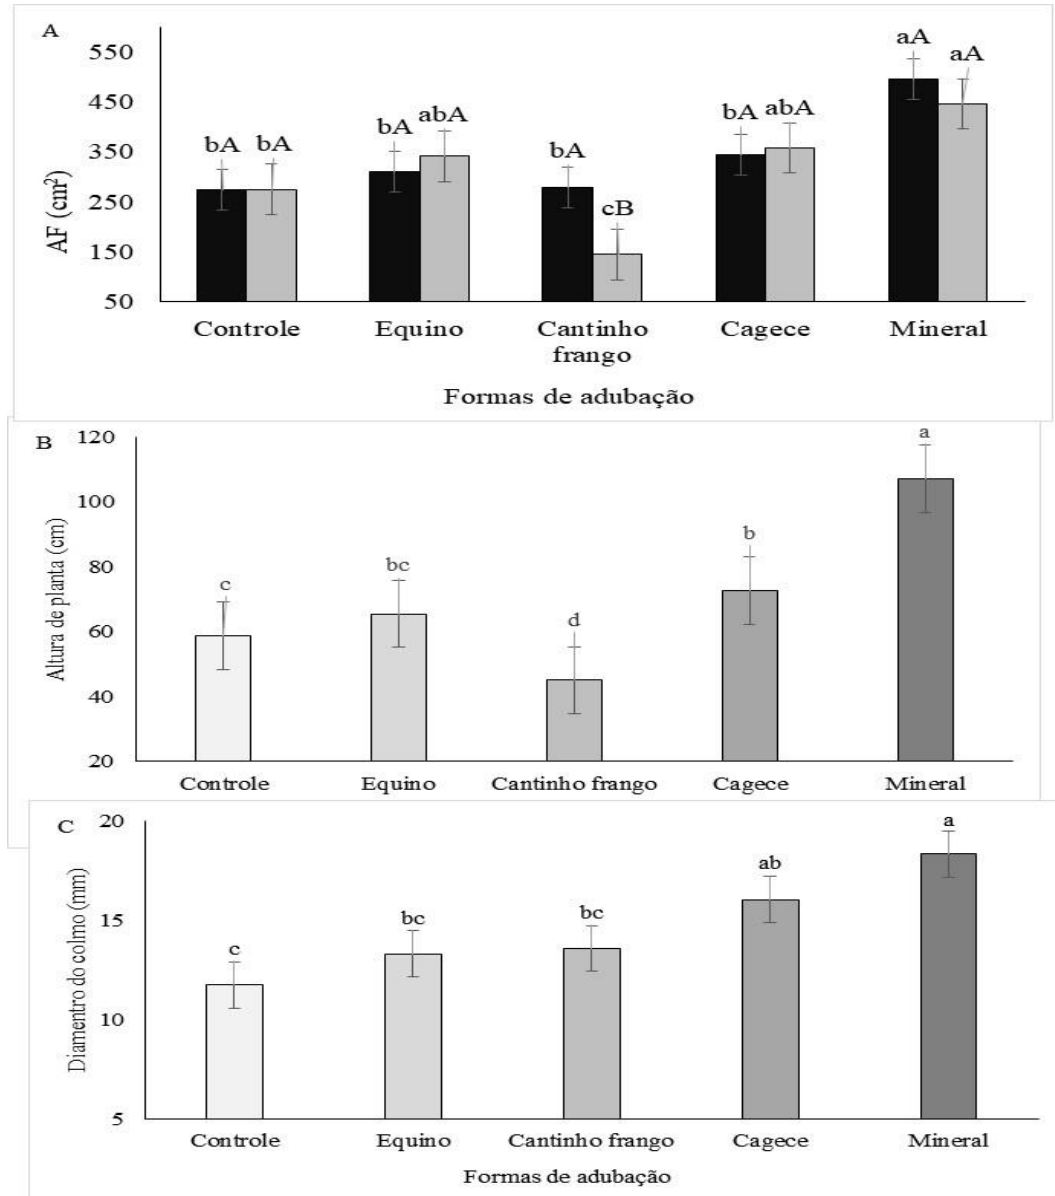 A
550
450
350
250
150
50
AF (cm²)
bA bA bA abA bA cB bA abA aA aA
Controle Equino Cantinho frango Cagece Mineral
Formas de adubação
B
120
100
80
60
40
20
Altura de planta (cm)
c bc d b a
Controle Equino Cantinho frango Cagece Mineral
C
20
15
10
5
Diamentro do colmo (mm)
c bc bc ab a
Controle Equino Cantinho frango Cagece Mineral
Formas de adubação